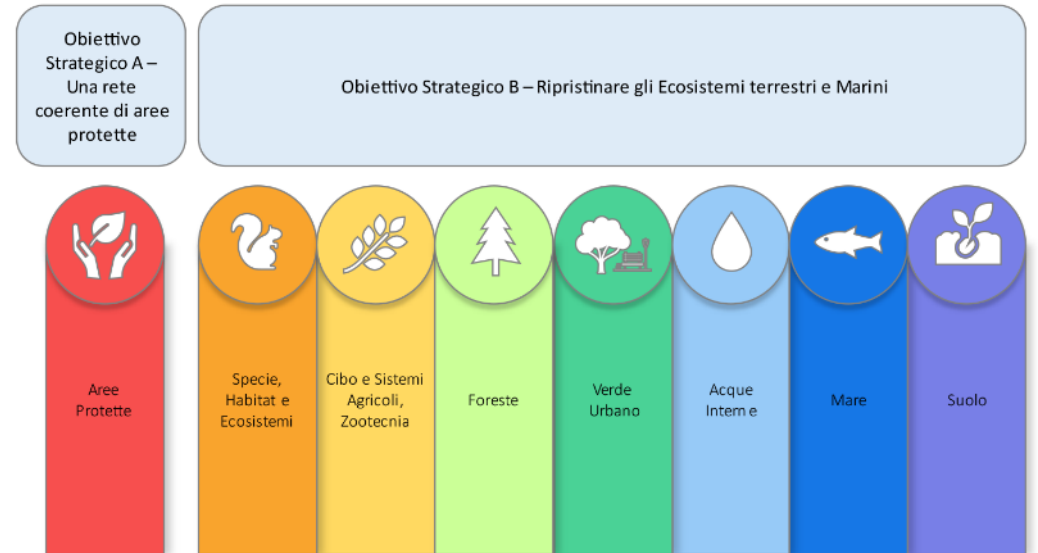 Obiettivo
Strategico A –
Una rete
coerente di aree
protette
Obiettivo Strategico B – Ripristinare gli Ecosistemi terrestri e Marini
Aree
Protette
Specie,
Habitat e
Ecosistemi
Cibo e Sistemi
Agricoli,
Zootecnia
Foreste
Verde
Urbano
Acque
Interne
Mare
Suolo